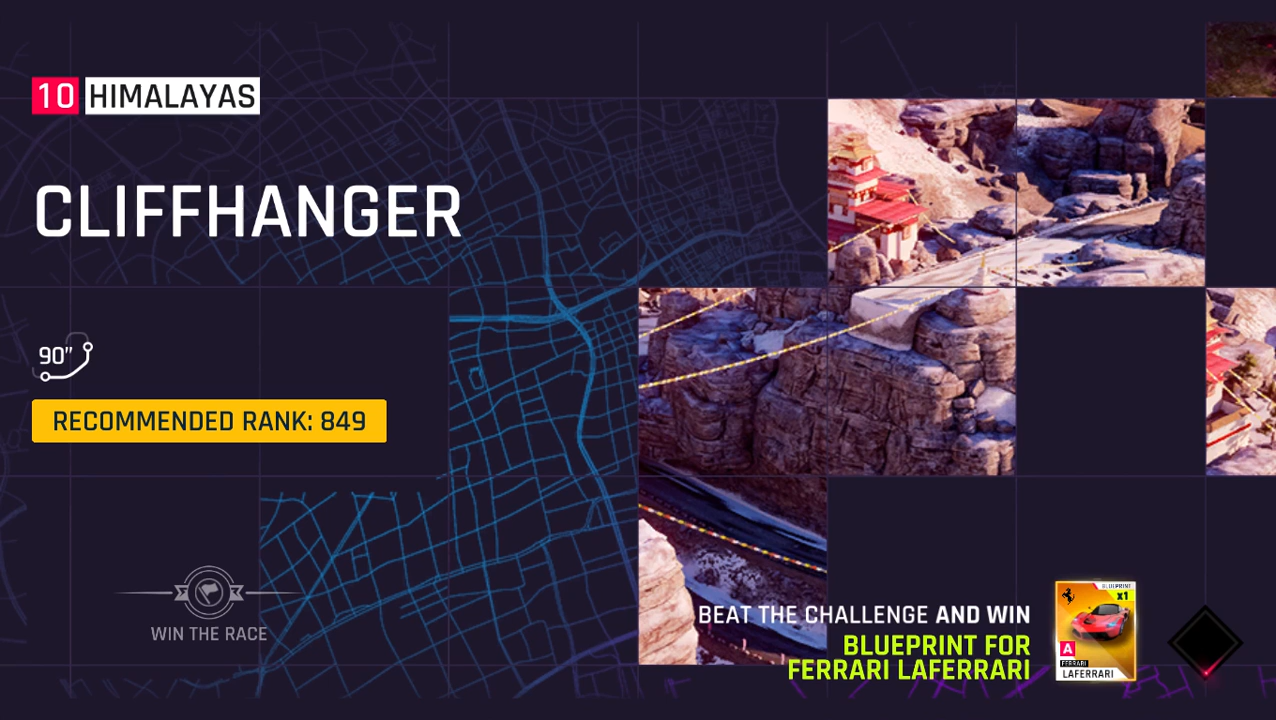 10 HIMALAYAS
CLIFFHANGER
90"
RECOMMENDED RANK: 849
WIN THE RACE
BEAT THE CHALLENGE AND WIN
BLUEPRINT FOR
FERRARI LAFERRARI
BLUEPRINT
x1
A
FERRARI
LAFERRARI